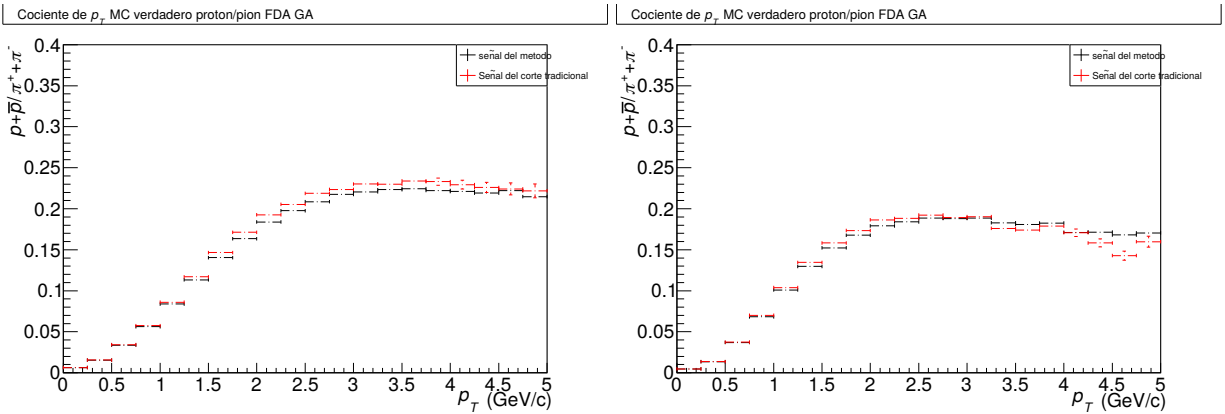 Cociente de p_T MC verdadero proton/pion FDA GA
p+p̅/π⁺+π⁻
0.4
0.35
0.3
0.25
0.2
0.15
0.1
0.05
0
señal del metodo
Señal del corte tradicional
0 0.5 1 1.5 2 2.5 3 3.5 4 4.5 5
p_T (GeV/c)
Cociente de p_T MC verdadero proton/pion FDA GA
p+p̅/π⁺+π⁻
0.4
0.35
0.3
0.25
0.2
0.15
0.1
0.05
0
señal del metodo
Señal del corte tradicional
0 0.5 1 1.5 2 2.5 3 3.5 4 4.5 5
p_T (GeV/c)